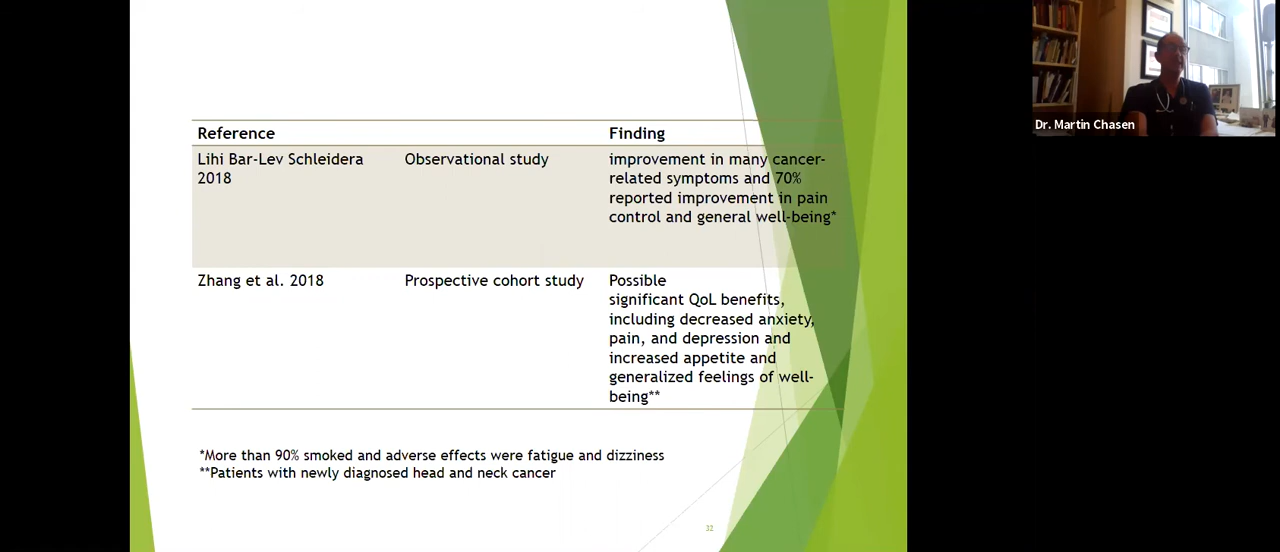 Reference
Finding
Lihi Bar-Lev Schleidera
2018
Observational study
improvement in many cancer-
related symptoms and 70%
reported improvement in pain
control and general well-being*
Zhang et al. 2018
Prospective cohort study
Possible
significant QoL benefits,
including decreased anxiety,
pain, and depression and
increased appetite and
generalized feelings of well-
being**
*More than 90% smoked and adverse effects were fatigue and dizziness
**Patients with newly diagnosed head and neck cancer
32
Dr. Martin Chasen